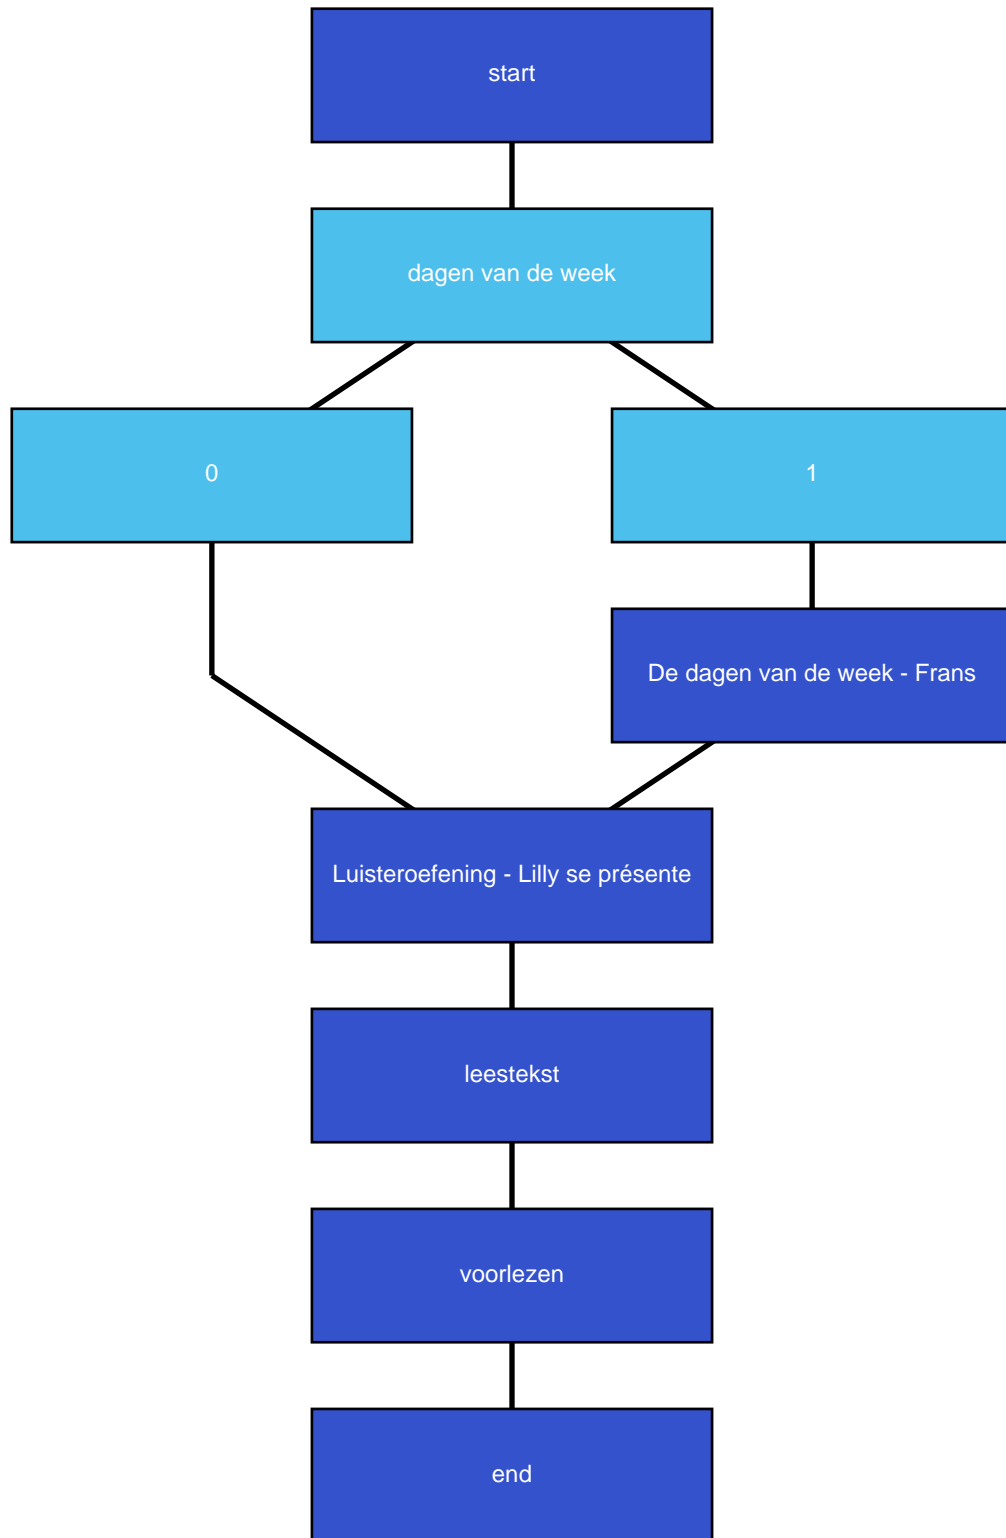 start
dagen van de week
0
1
De dagen van de week - Frans
Luisteroefening - Lilly se présente
leestekst
voorlezen
end